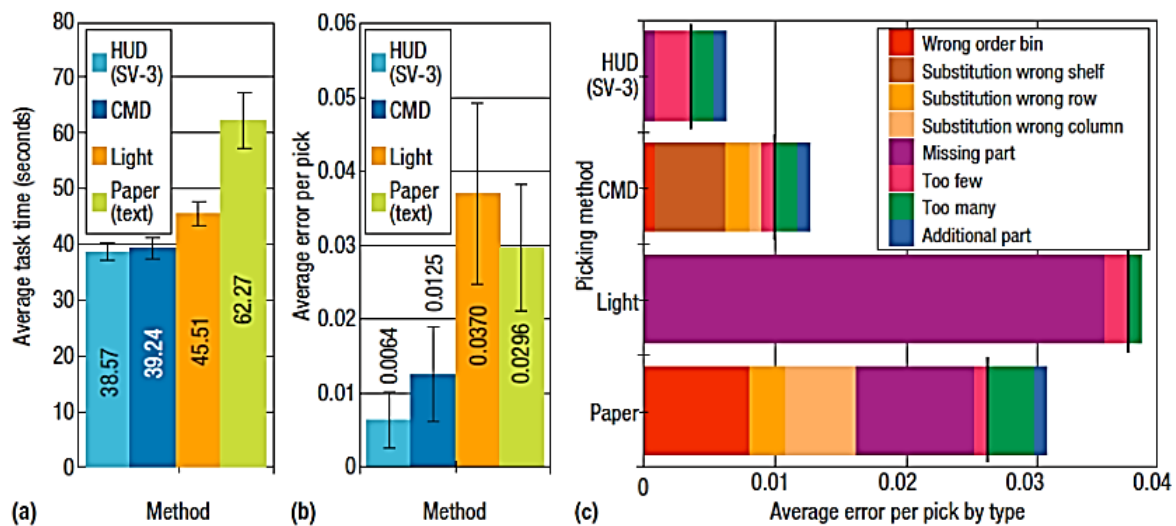 80
70
60
50
40
30
20
10
0
Average task time (seconds)
HUD
(SV-3)
CMD
Light
Paper
(text)
38.57
39.24
45.51
62.27
(a)
Method
0.06
0.05
0.04
0.03
0.02
0.01
0
Average error per pick
HUD
(SV-3)
CMD
Light
Paper
(text)
0.0064
0.0125
0.0370
0.0296
(b)
Method
Picking method
HUD
(SV-3)
CMD
Light
Paper
Wrong order bin
Substitution wrong shelf
Substitution wrong row
Substitution wrong column
Missing part
Too few
Too many
Additional part
0
0.01
0.02
0.03
0.04
(c)
Average error per pick by type